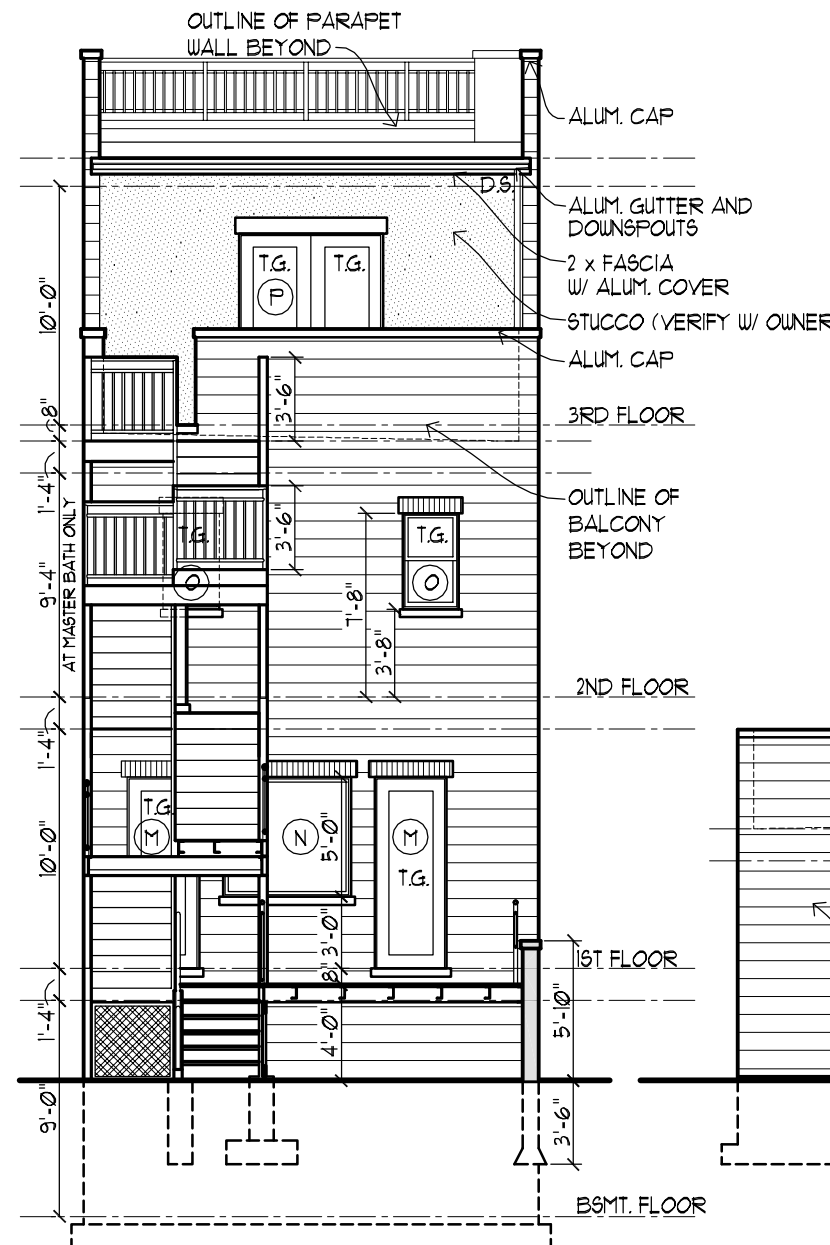 OUTLINE OF PARAPET
WALL BEYOND
ALUM. CAP
D.S.
ALUM. GUTTER AND
DOWNSPOUTS
2 x FASCIA
W/ ALUM. COVER
STUCCO (VERIFY W/ OWNER
ALUM. CAP
T.G.
T.G.
P
10'-0"
8"
3'-6"
3RD FLOOR
1'-4"
OUTLINE OF
BALCONY
BEYOND
3'-6"
T.G.
O
T.G.
O
9'-4"
AT MASTER BATH ONLY
7'-8"
3'-8"
2ND FLOOR
1'-4"
T.G.
M
N
5'-0"
M
T.G.
10'-0"
3'-0"
8"
1ST FLOOR
1'-4"
4'-0"
5'-10"
9'-0"
3'-6"
BSMT. FLOOR